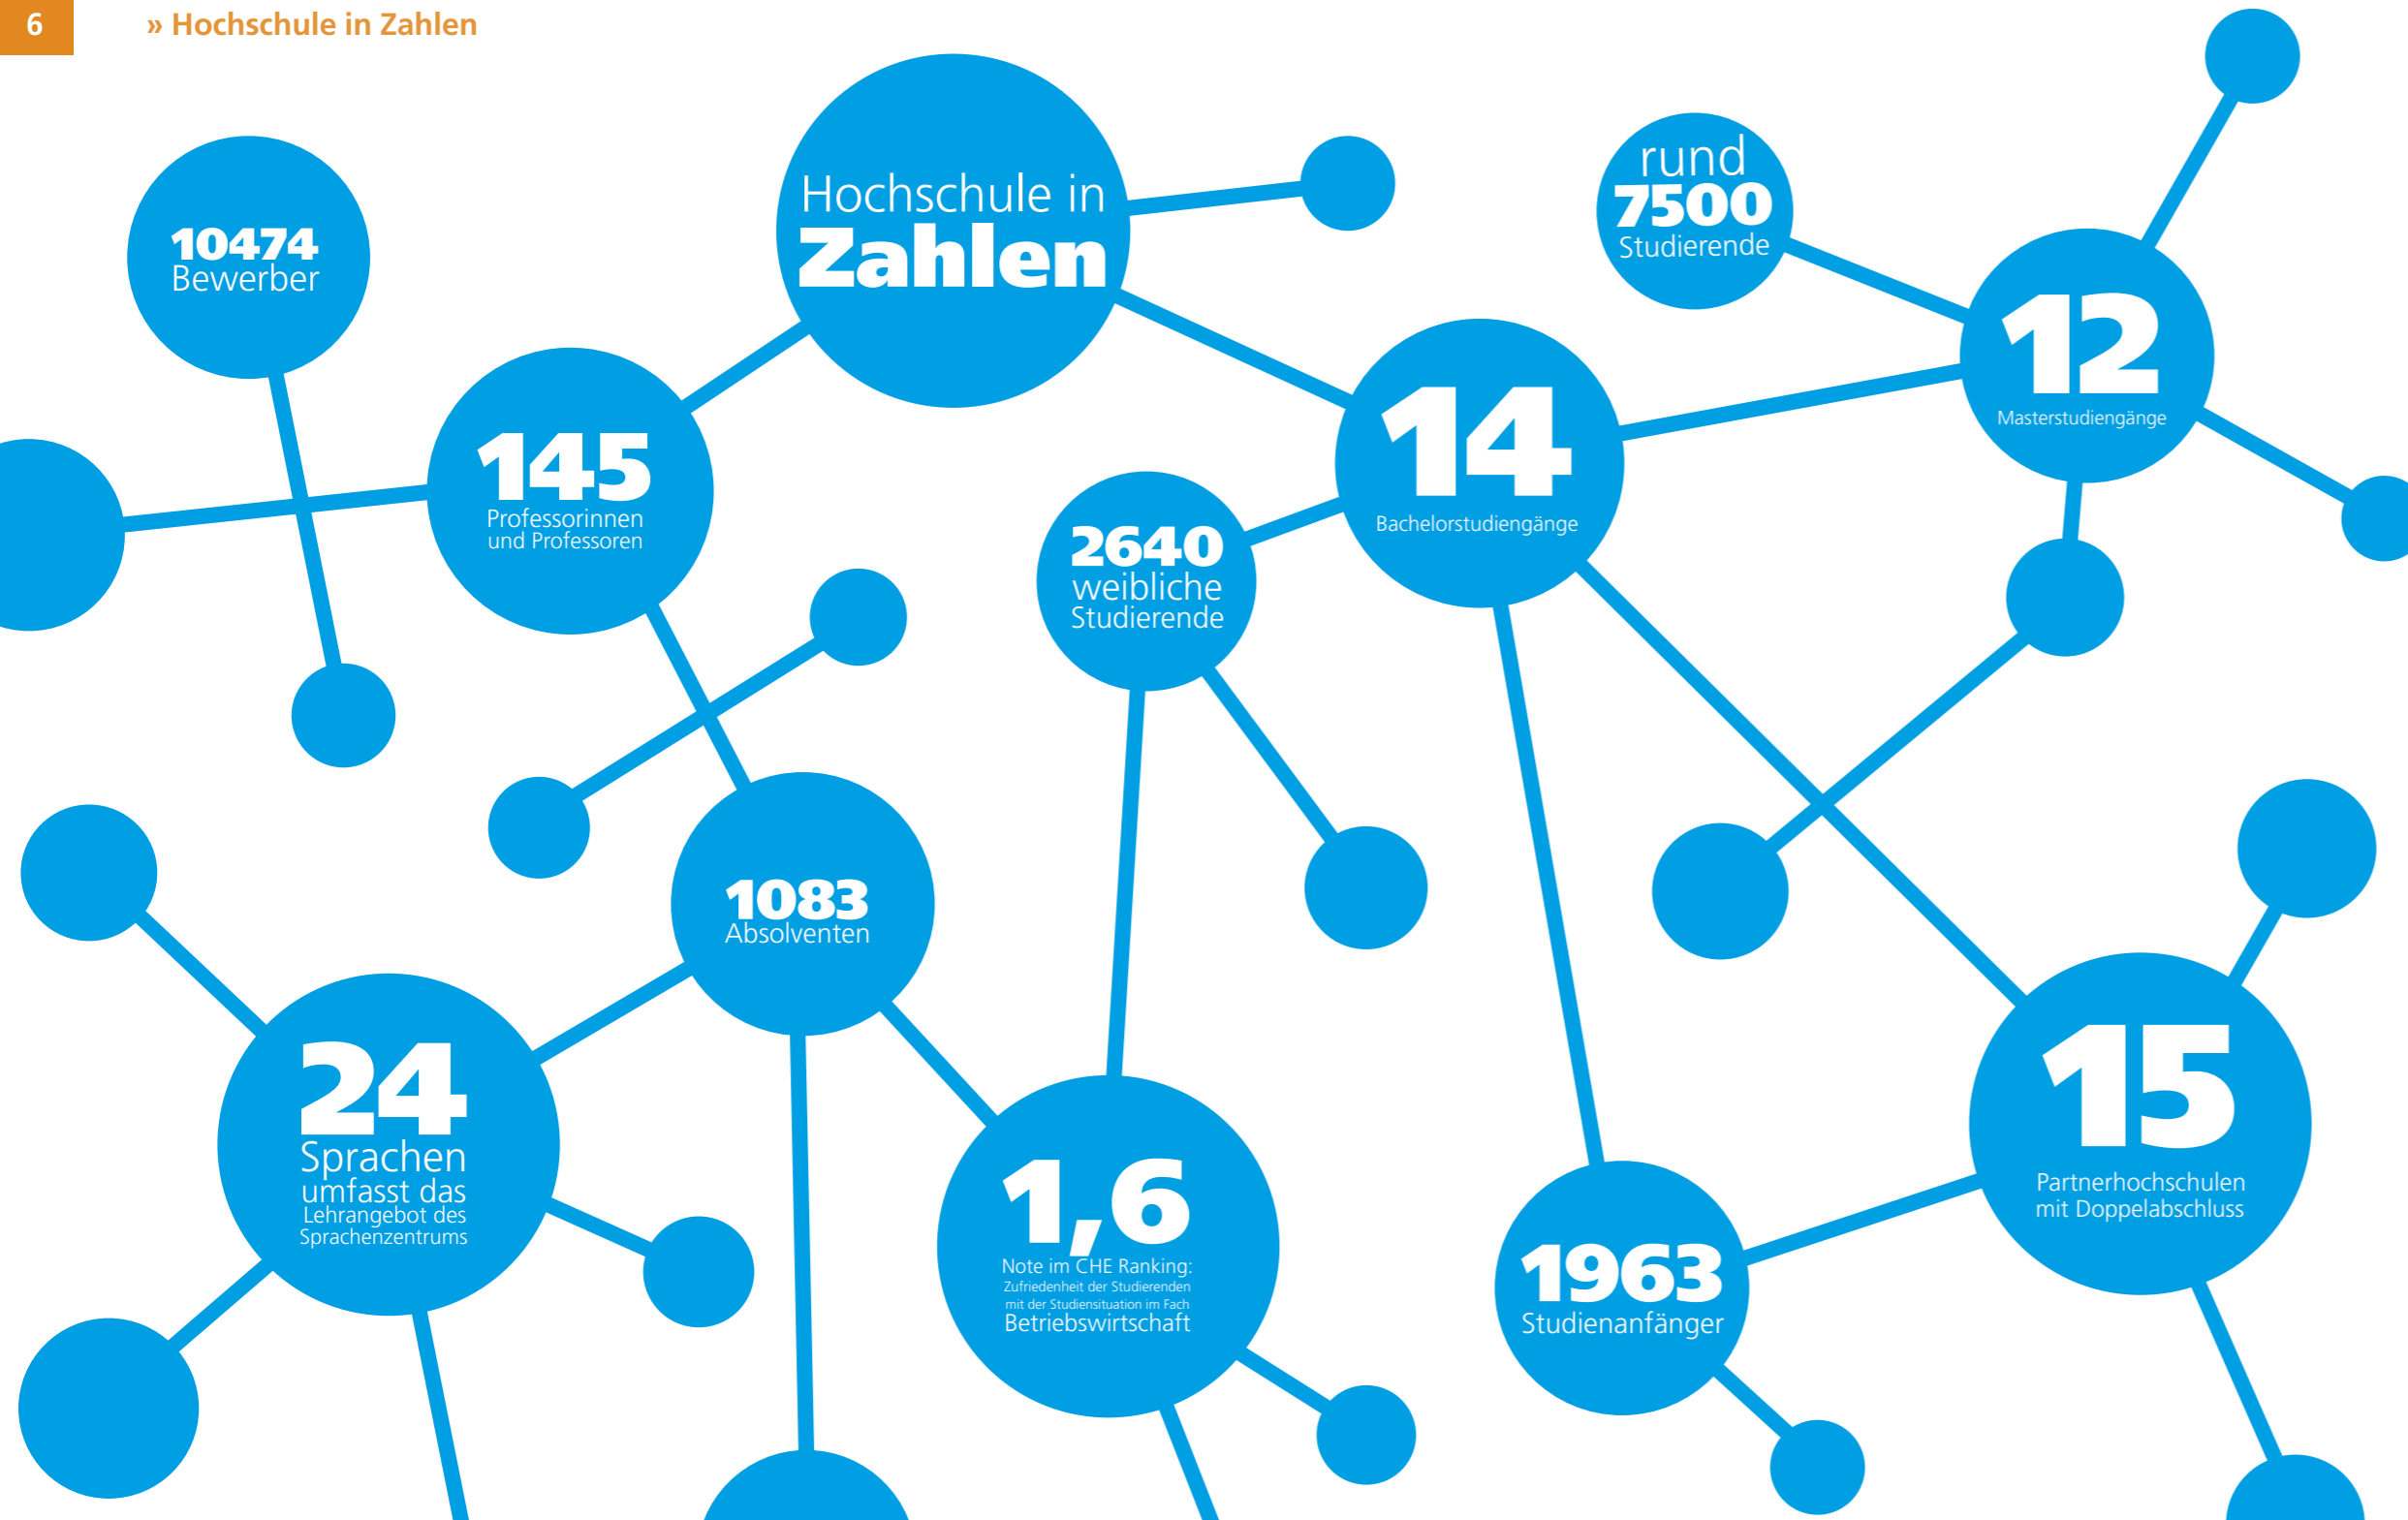 6
» Hochschule in Zahlen
Hochschule in
Zahlen
rund
7500
Studierende
10474
Bewerber
12
Masterstudiengänge
14
Bachelorstudiengänge
145
Professorinnen
und Professoren
2640
weibliche
Studierende
1083
Absolventen
24
Sprachen
umfasst das
Lehrangebot des
Sprachenzentrums
1,6
Note im CHE Ranking:
Zufriedenheit der Studierenden
mit der Studiensituation im Fach
Betriebswirtschaft
15
Partnerhochschulen
mit Doppelabschluss
1963
Studienanfänger